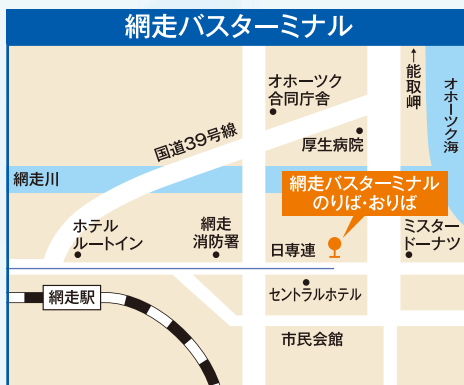 網走バスターミナル
オホーツク
合同庁舎
↑
能取岬
オホーツク海
国道39号線
厚生病院
網走川
網走バスターミナル
のりば・おりば
ホテル
ルートイン
網走
消防署
日専連
ミスター
ドーナツ
網走駅
セントラルホテル
市民会館